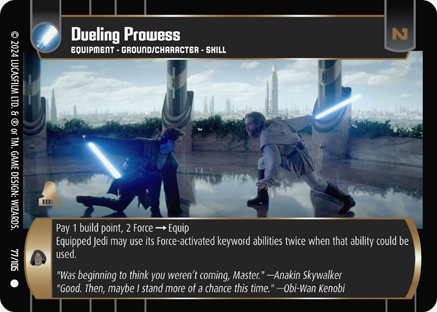 Dueling Prowess
EQUIPMENT - GROUND/CHARACTER - SKILL
N
Pay 1 build point, 2 Force → Equip
Equipped Jedi may use its Force-activated keyword abilities twice when that ability could be
used.
"Was beginning to think you weren't coming, Master." —Anakin Skywalker
"Good. Then, maybe I stand more of a chance this time." —Obi-Wan Kenobi
© 2024 LUCASFILM LTD. & ® or TM. GAME DESIGN: WIZARDS.
77/105